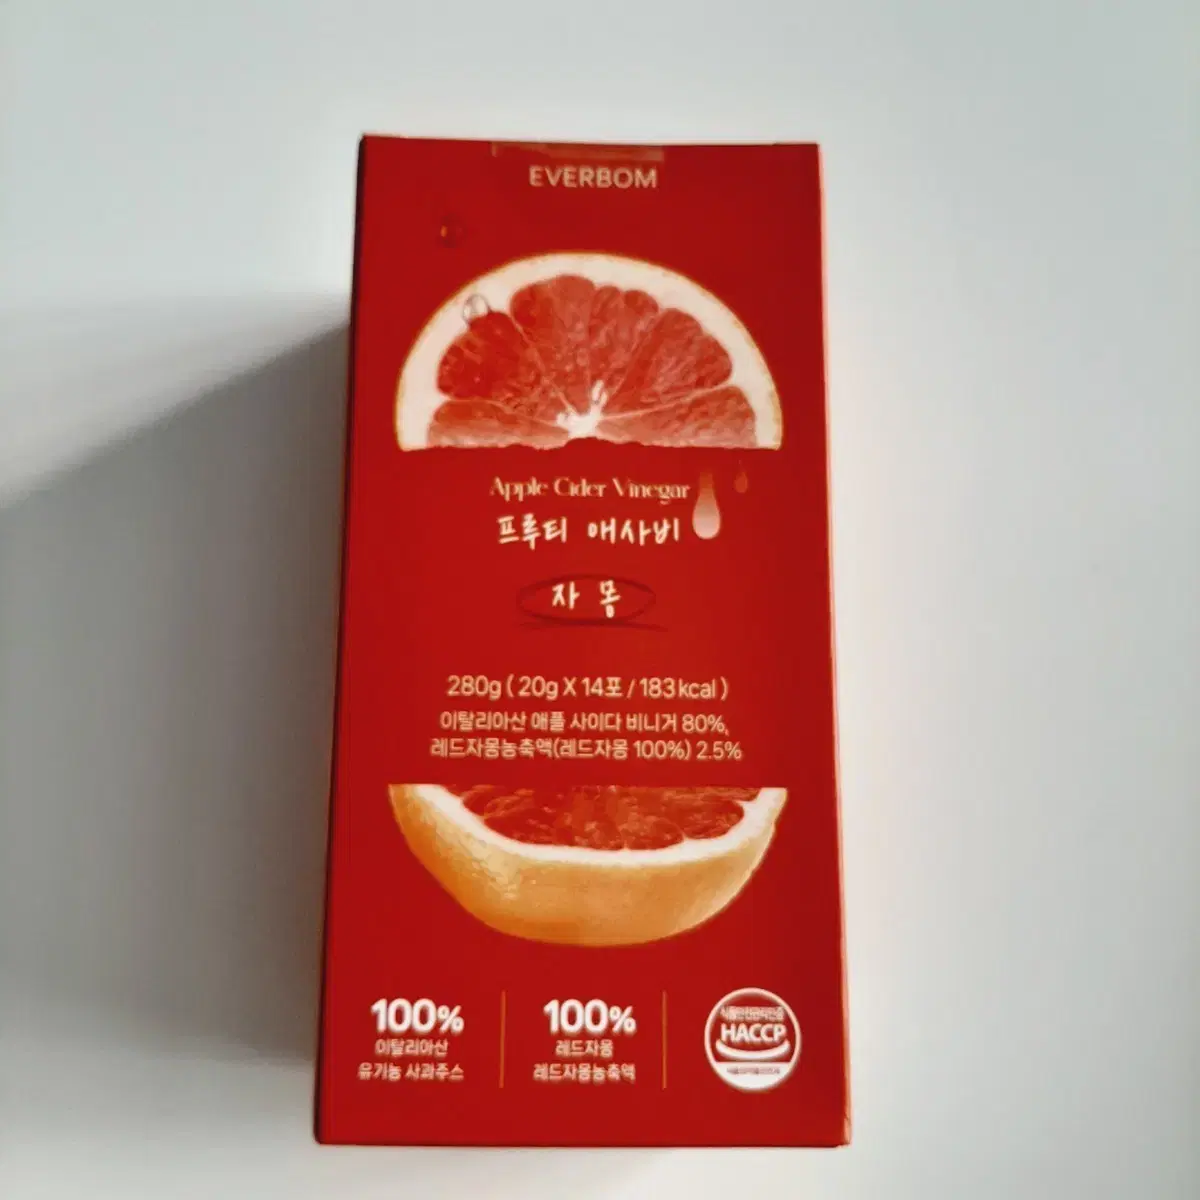 EVERBOM
Apple Cider Vinegar
프루티 애사비
자몽
280g ( 20g X 14포 / 183 kcal )
이탈리아산 애플 사이다 비니거 80%,
레드자몽농축액(레드자몽 100%) 2.5%
100%
이탈리아산
유기농 사과주스
100%
레드자몽
레드자몽농축액
HACCP